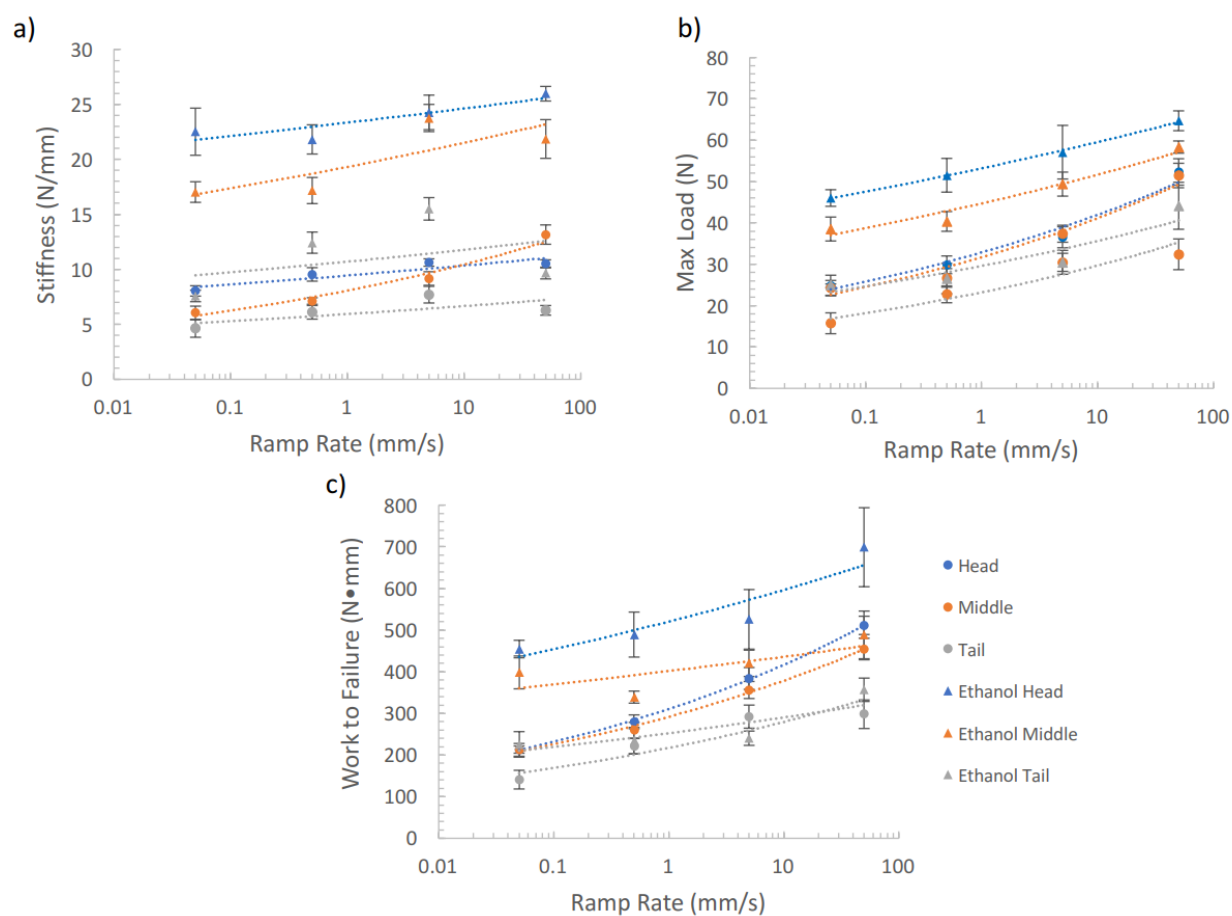 a)
30
25
20
15
10
5
0
Stiffness (N/mm)
0.01 0.1 1 10 100
Ramp Rate (mm/s)
b)
80
70
60
50
40
30
20
10
0
Max Load (N)
0.01 0.1 1 10 100
Ramp Rate (mm/s)
c)
800
700
600
500
400
300
200
100
0
Work to Failure (N•mm)
0.01 0.1 1 10 100
Ramp Rate (mm/s)
Head
Middle
Tail
Ethanol Head
Ethanol Middle
Ethanol Tail